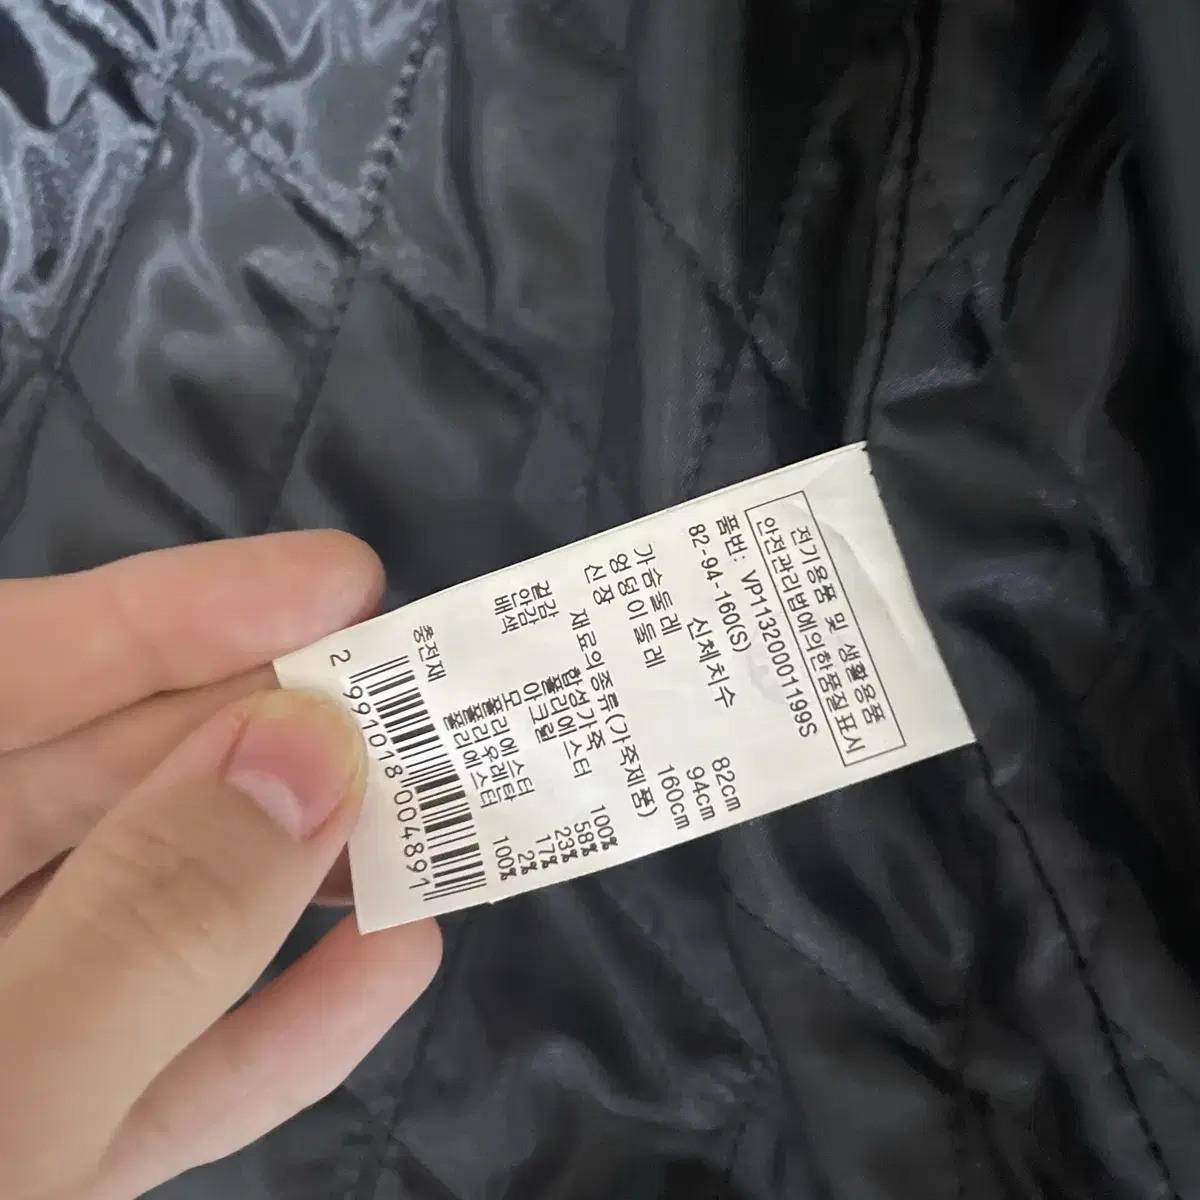 전기용품 및 생활용품
안전관리법에의한품질표시
품번: VP11320001199S
82-94-160(S)
신체치수
가슴둘레 82cm
엉덩이둘레 94cm
신장 160cm
재료의종류(가죽제품)
겉감
안감
배색
합성가죽 100%
폴리에스터 58%
아크릴 23%
모 17%
폴리우레탄 2%
충전재 폴리에스터 100%
2 991018 004891